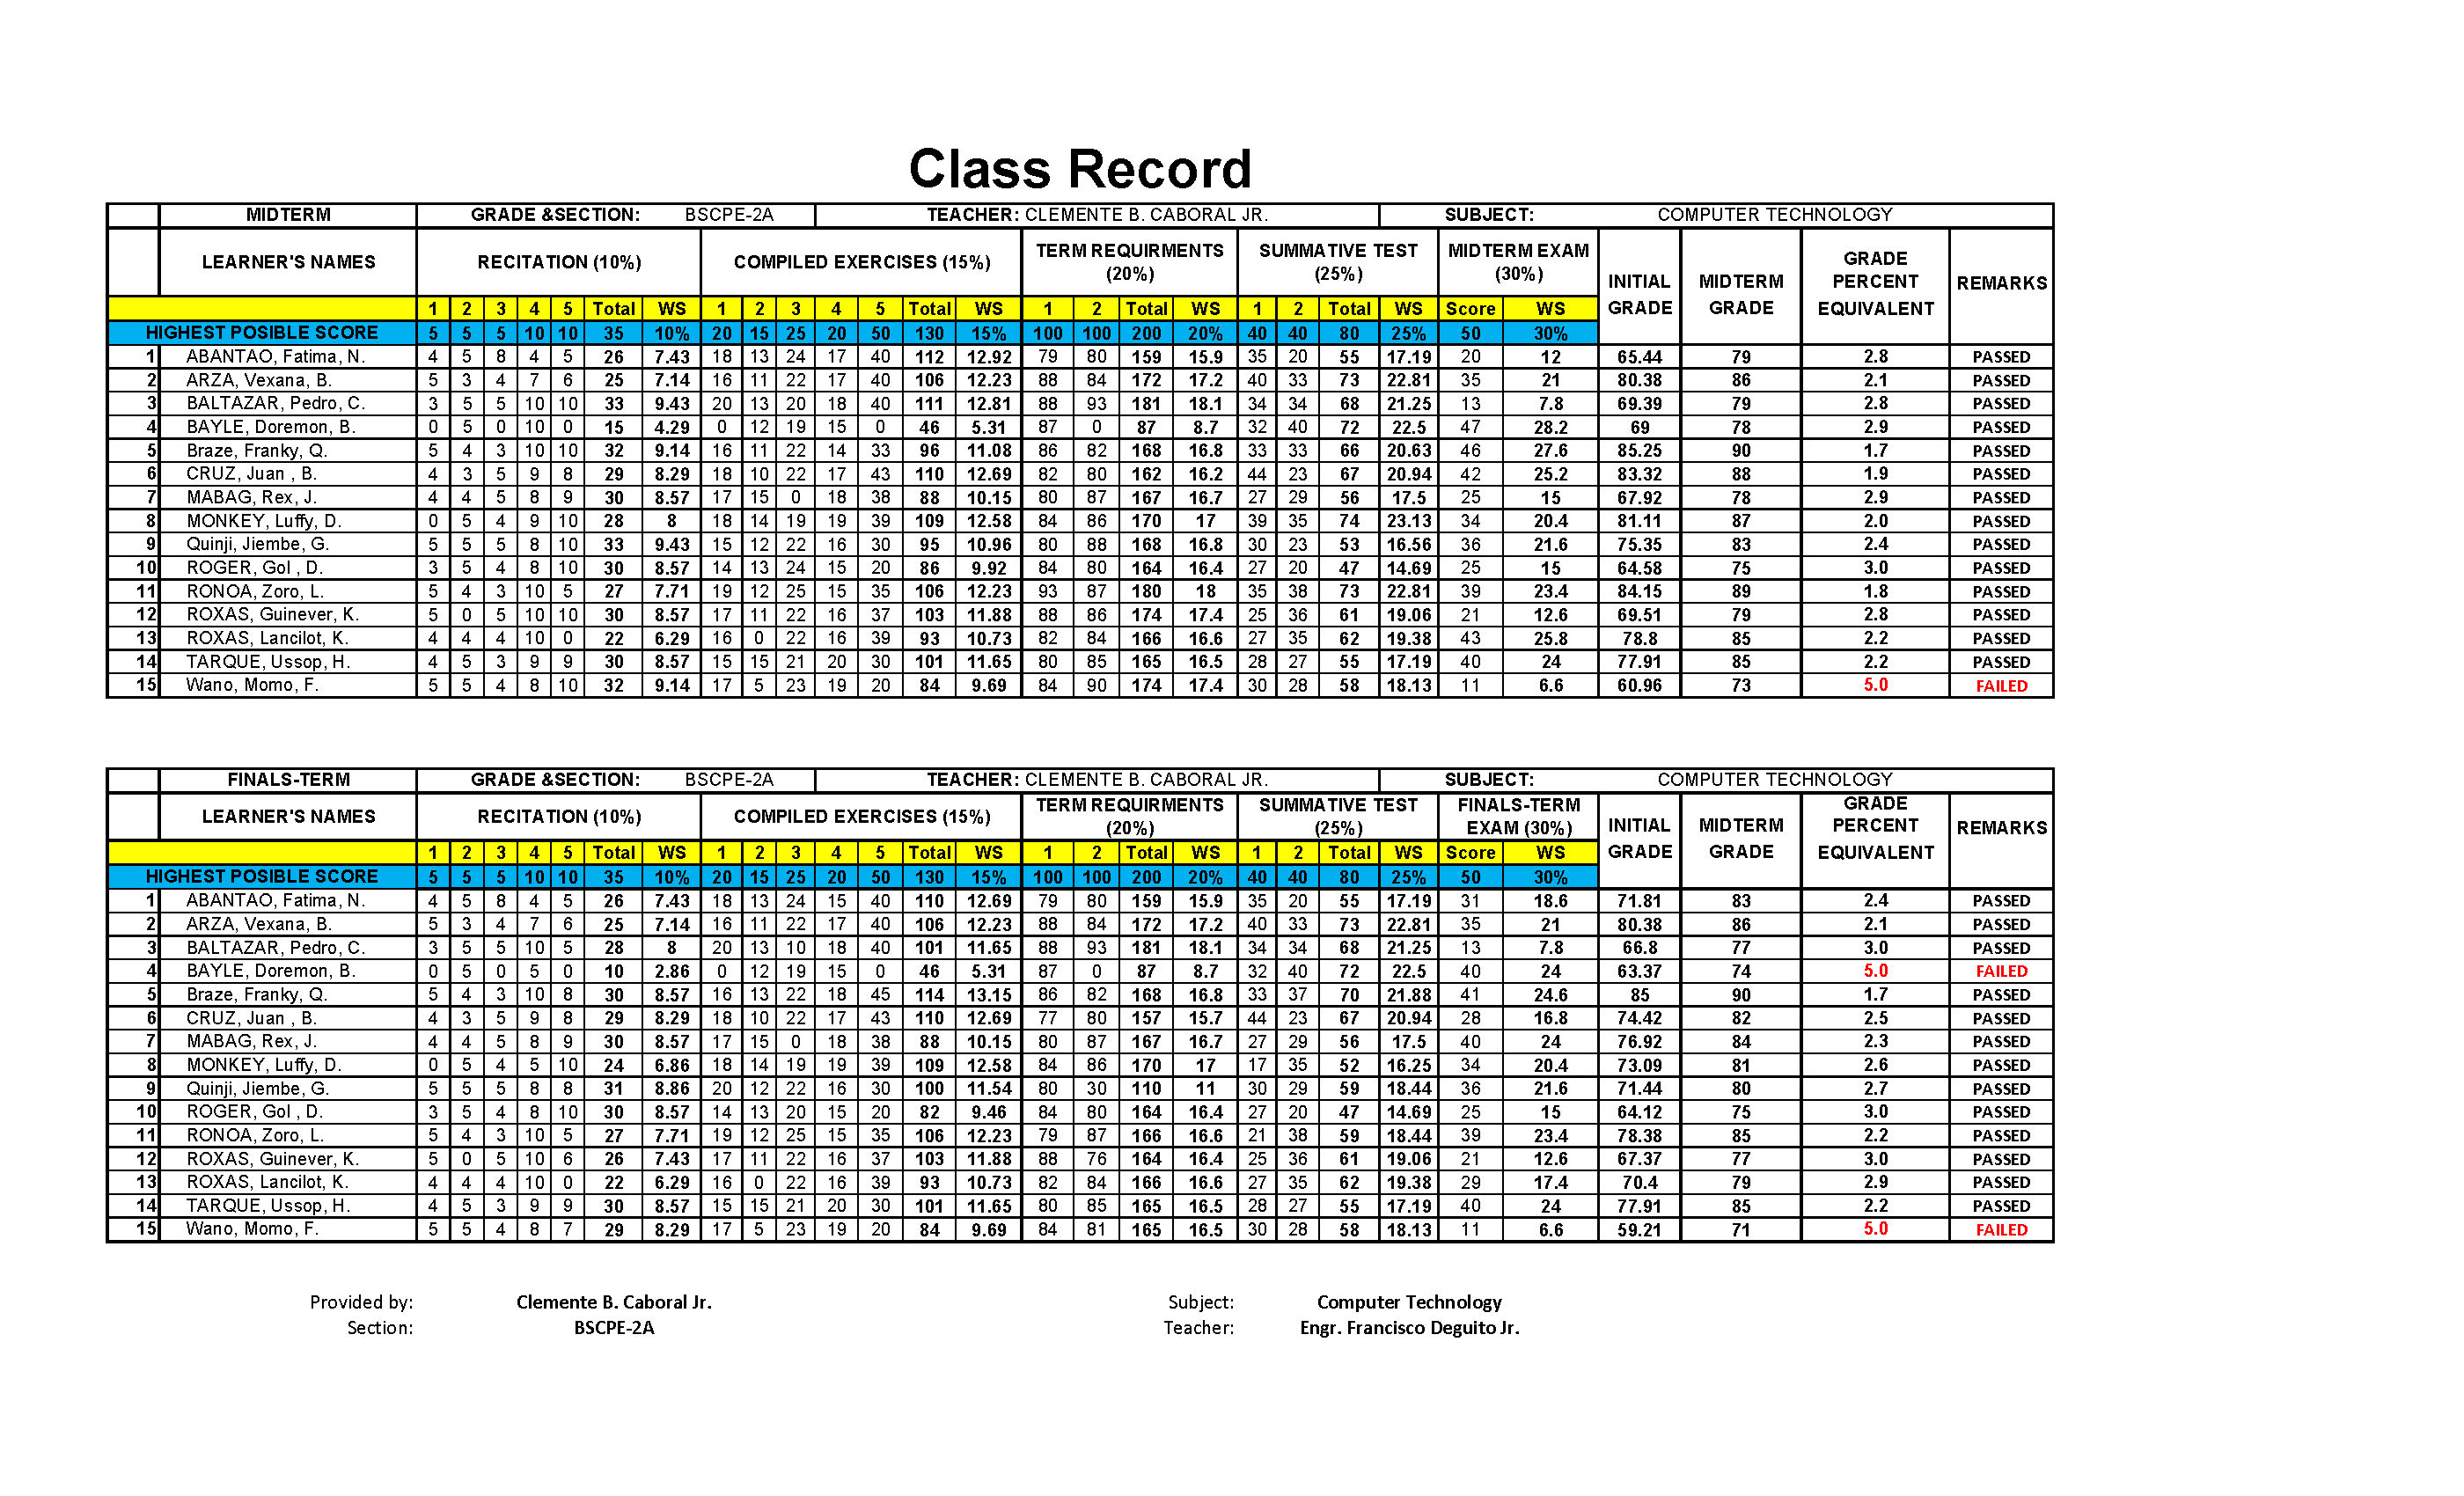 Class Record
MIDTERM GRADE &SECTION: BSCPE-2A TEACHER: CLEMENTE B. CABORAL JR. SUBJECT: COMPUTER TECHNOLOGY
LEARNER'S NAMES RECITATION (10%) COMPILED EXERCISES (15%) TERM REQUIRMENTS (20%) SUMMATIVE TEST (25%) MIDTERM EXAM (30%) INITIAL GRADE MIDTERM GRADE GRADE PERCENT EQUIVALENT REMARKS
1 2 3 4 5 Total WS 1 2 3 4 5 Total WS 1 2 Total WS 1 2 Total WS Score WS
HIGHEST POSIBLE SCORE 5 5 5 10 10 35 10% 20 15 25 20 50 130 15% 100 100 200 20% 40 40 80 25% 50 30%
1 ABANTAO, Fatima, N. 4 5 8 4 5 26 7.43 18 13 24 17 40 112 12.92 79 80 159 15.9 35 20 55 17.19 20 12 65.44 79 2.8 PASSED
2 ARZA, Vexana, B. 5 3 4 7 6 25 7.14 16 11 22 17 40 106 12.23 88 84 172 17.2 40 33 73 22.81 35 21 80.38 86 2.1 PASSED
3 BALTAZAR, Pedro, C. 3 5 5 10 10 33 9.43 20 13 20 18 40 111 12.81 88 93 181 18.1 34 34 68 21.25 13 7.8 69.39 79 2.8 PASSED
4 BAYLE, Doremon, B. 0 5 0 10 0 15 4.29 0 12 19 15 0 46 5.31 87 0 87 8.7 32 40 72 22.5 47 28.2 69 78 2.9 PASSED
5 Braze, Franky, Q. 5 4 3 10 10 32 9.14 16 11 22 14 33 96 11.08 86 82 168 16.8 33 33 66 20.63 46 27.6 85.25 90 1.7 PASSED
6 CRUZ, Juan , B. 4 3 5 9 8 29 8.29 18 10 22 17 43 110 12.69 82 80 162 16.2 44 23 67 20.94 42 25.2 83.32 88 1.9 PASSED
7 MABAG, Rex, J. 4 4 5 8 9 30 8.57 17 15 0 18 38 88 10.15 80 87 167 16.7 27 29 56 17.5 25 15 67.92 78 2.9 PASSED
8 MONKEY, Luffy, D. 0 5 4 9 10 28 8 18 14 19 19 39 109 12.58 84 86 170 17 39 35 74 23.13 34 20.4 81.11 87 2.0 PASSED
9 Quinji, Jiembe, G. 5 5 5 8 10 33 9.43 15 12 22 16 30 95 10.96 80 88 168 16.8 30 23 53 16.56 36 21.6 75.35 83 2.4 PASSED
10 ROGER, Gol , D. 3 5 4 8 10 30 8.57 14 13 24 15 20 86 9.92 84 80 164 16.4 27 20 47 14.69 25 15 64.58 75 3.0 PASSED
11 RONOA, Zoro, L. 5 4 3 10 5 27 7.71 19 12 25 15 35 106 12.23 93 87 180 18 35 38 73 22.81 39 23.4 84.15 89 1.8 PASSED
12 ROXAS, Guinever, K. 5 0 5 10 10 30 8.57 17 11 22 16 37 103 11.88 88 86 174 17.4 25 36 61 19.06 21 12.6 69.51 79 2.8 PASSED
13 ROXAS, Lancilot, K. 4 4 4 10 0 22 6.29 16 0 22 16 39 93 10.73 82 84 166 16.6 27 35 62 19.38 43 25.8 78.8 85 2.2 PASSED
14 TARQUE, Ussop, H. 4 5 3 9 9 30 8.57 15 15 21 20 30 101 11.65 80 85 165 16.5 28 27 55 17.19 40 24 77.91 85 2.2 PASSED
15 Wano, Momo, F. 5 5 4 8 10 32 9.14 17 5 23 19 20 84 9.69 84 90 174 17.4 30 28 58 18.13 11 6.6 60.96 73 5.0 FAILED
FINALS-TERM GRADE &SECTION: BSCPE-2A TEACHER: CLEMENTE B. CABORAL JR. SUBJECT: COMPUTER TECHNOLOGY
LEARNER'S NAMES RECITATION (10%) COMPILED EXERCISES (15%) TERM REQUIRMENTS (20%) SUMMATIVE TEST (25%) FINALS-TERM EXAM (30%) INITIAL GRADE MIDTERM GRADE GRADE PERCENT EQUIVALENT REMARKS
1 2 3 4 5 Total WS 1 2 3 4 5 Total WS 1 2 Total WS 1 2 Total WS Score WS
HIGHEST POSIBLE SCORE 5 5 5 10 10 35 10% 20 15 25 20 50 130 15% 100 100 200 20% 40 40 80 25% 50 30%
1 ABANTAO, Fatima, N. 4 5 8 4 5 26 7.43 18 13 24 15 40 110 12.69 79 80 159 15.9 35 20 55 17.19 31 18.6 71.81 83 2.4 PASSED
2 ARZA, Vexana, B. 5 3 4 7 6 25 7.14 16 11 22 17 40 106 12.23 88 84 172 17.2 40 33 73 22.81 35 21 80.38 86 2.1 PASSED
3 BALTAZAR, Pedro, C. 3 5 5 10 5 28 8 20 13 10 18 40 101 11.65 88 93 181 18.1 34 34 68 21.25 13 7.8 66.8 77 3.0 PASSED
4 BAYLE, Doremon, B. 0 5 0 5 0 10 2.86 0 12 19 15 0 46 5.31 87 0 87 8.7 32 40 72 22.5 40 24 63.37 74 5.0 FAILED
5 Braze, Franky, Q. 5 4 3 10 8 30 8.57 16 13 22 18 45 114 13.15 86 82 168 16.8 33 37 70 21.88 41 24.6 85 90 1.7 PASSED
6 CRUZ, Juan , B. 4 3 5 9 8 29 8.29 18 10 22 17 43 110 12.69 77 80 157 15.7 44 23 67 20.94 28 16.8 74.42 82 2.5 PASSED
7 MABAG, Rex, J. 4 4 5 8 9 30 8.57 17 15 0 18 38 88 10.15 80 87 167 16.7 27 29 56 17.5 40 24 76.92 84 2.3 PASSED
8 MONKEY, Luffy, D. 0 5 4 5 10 24 6.86 18 14 19 19 39 109 12.58 84 86 170 17 17 35 52 16.25 34 20.4 73.09 81 2.6 PASSED
9 Quinji, Jiembe, G. 5 5 5 8 8 31 8.86 20 12 22 16 30 100 11.54 80 30 110 11 30 29 59 18.44 36 21.6 71.44 80 2.7 PASSED
10 ROGER, Gol , D. 3 5 4 8 10 30 8.57 14 13 20 15 20 82 9.46 84 80 164 16.4 27 20 47 14.69 25 15 64.12 75 3.0 PASSED
11 RONOA, Zoro, L. 5 4 3 10 5 27 7.71 19 12 25 15 35 106 12.23 79 87 166 16.6 21 38 59 18.44 39 23.4 78.38 85 2.2 PASSED
12 ROXAS, Guinever, K. 5 0 5 10 6 26 7.43 17 11 22 16 37 103 11.88 88 76 164 16.4 25 36 61 19.06 21 12.6 67.37 77 3.0 PASSED
13 ROXAS, Lancilot, K. 4 4 4 10 0 22 6.29 16 0 22 16 39 93 10.73 82 84 166 16.6 27 35 62 19.38 29 17.4 70.4 79 2.9 PASSED
14 TARQUE, Ussop, H. 4 5 3 9 9 30 8.57 15 15 21 20 30 101 11.65 80 85 165 16.5 28 27 55 17.19 40 24 77.91 85 2.2 PASSED
15 Wano, Momo, F. 5 5 4 8 7 29 8.29 17 5 23 19 20 84 9.69 84 81 165 16.5 30 28 58 18.13 11 6.6 59.21 71 5.0 FAILED
Provided by: Clemente B. Caboral Jr. Subject: Computer Technology
Section: BSCPE-2A Teacher: Engr. Francisco Deguito Jr.